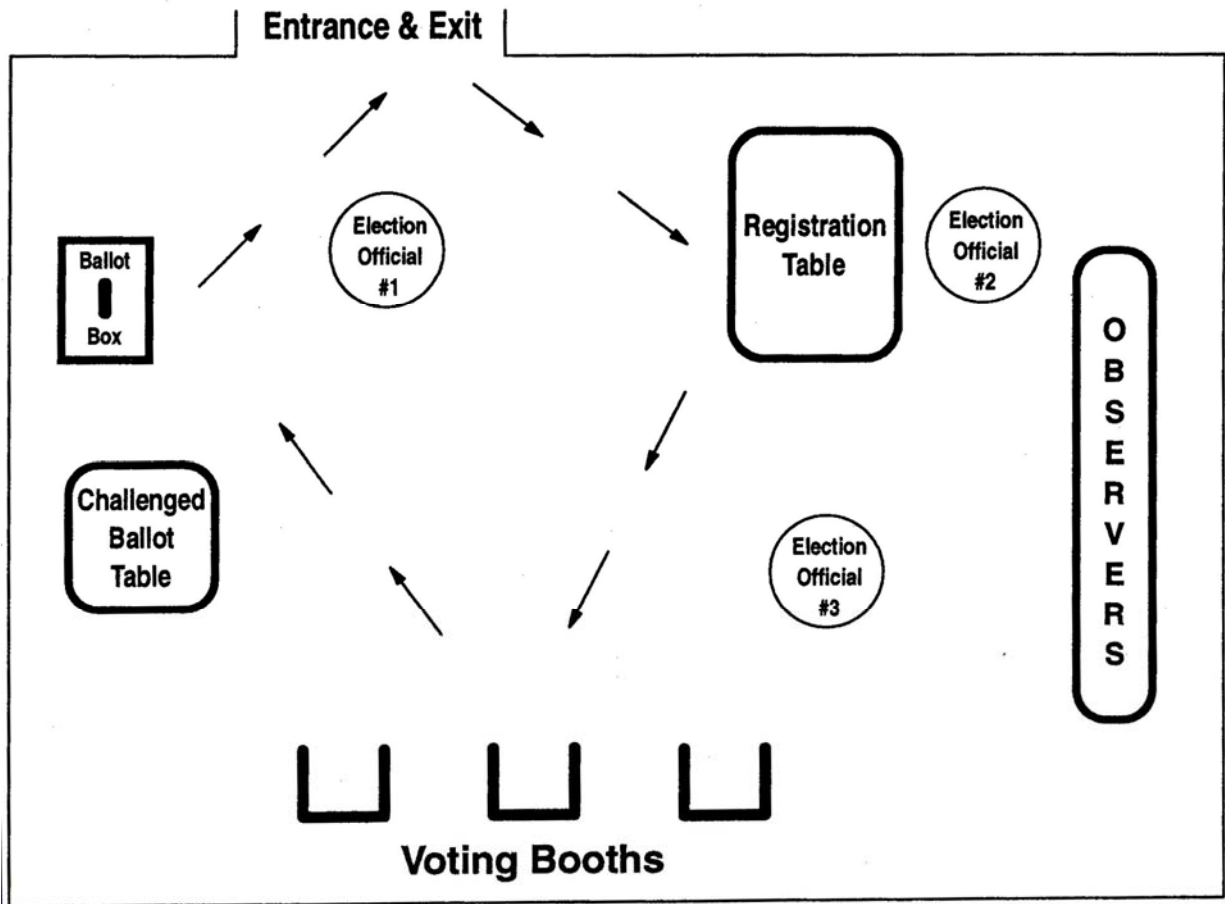 Entrance & Exit
Ballot
Box
Election
Official
#1
Registration
Table
Election
Official
#2
OBSERVERS
Challenged
Ballot
Table
Election
Official
#3
Voting Booths